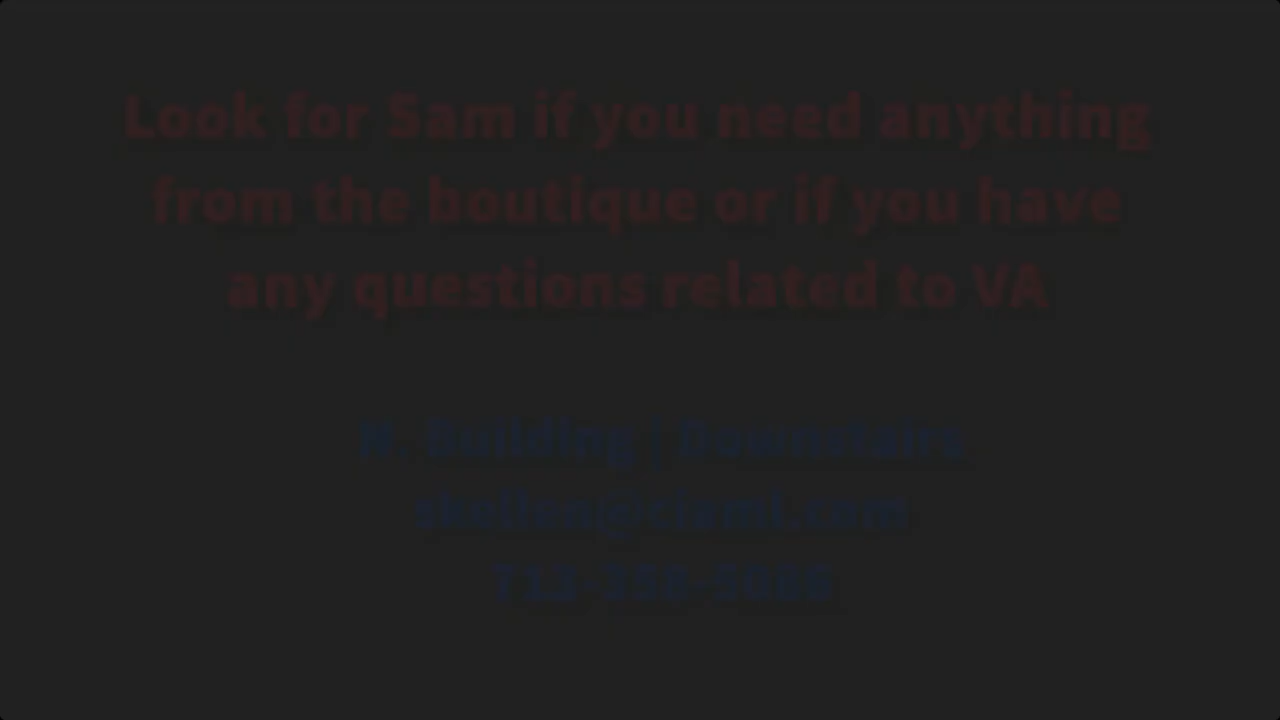 Look for Sam if you need anything
from the boutique or if you have
any questions related to VA
N. Building | Downstairs